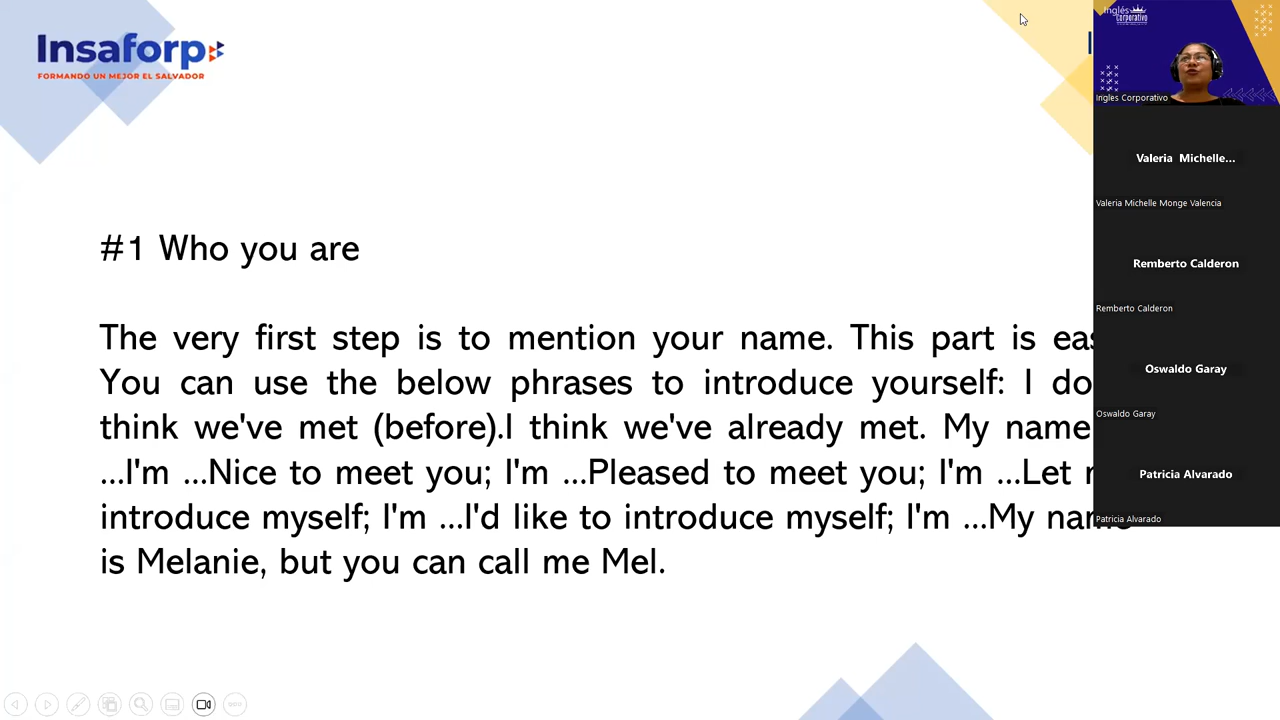 Insaforp
FORMANDO UN MEJOR EL SALVADOR
#1 Who you are
The very first step is to mention your name. This part is
You can use the below phrases to introduce yourself: I
think we've met (before).I think we've already met. My name
...I'm ...Nice to meet you; I'm ...Pleased to meet you; I'm ...Let
introduce myself; I'm ...I'd like to introduce myself; I'm ...My name
is Melanie, but you can call me Mel.
Inglés
Corporativo
Ingles Corporativo
Valeria Michelle...
Valeria Michelle Monge Valencia
Remberto Calderon
Remberto Calderon
Oswaldo Garay
Oswaldo Garay
Patricia Alvarado
Patricia Alvarado